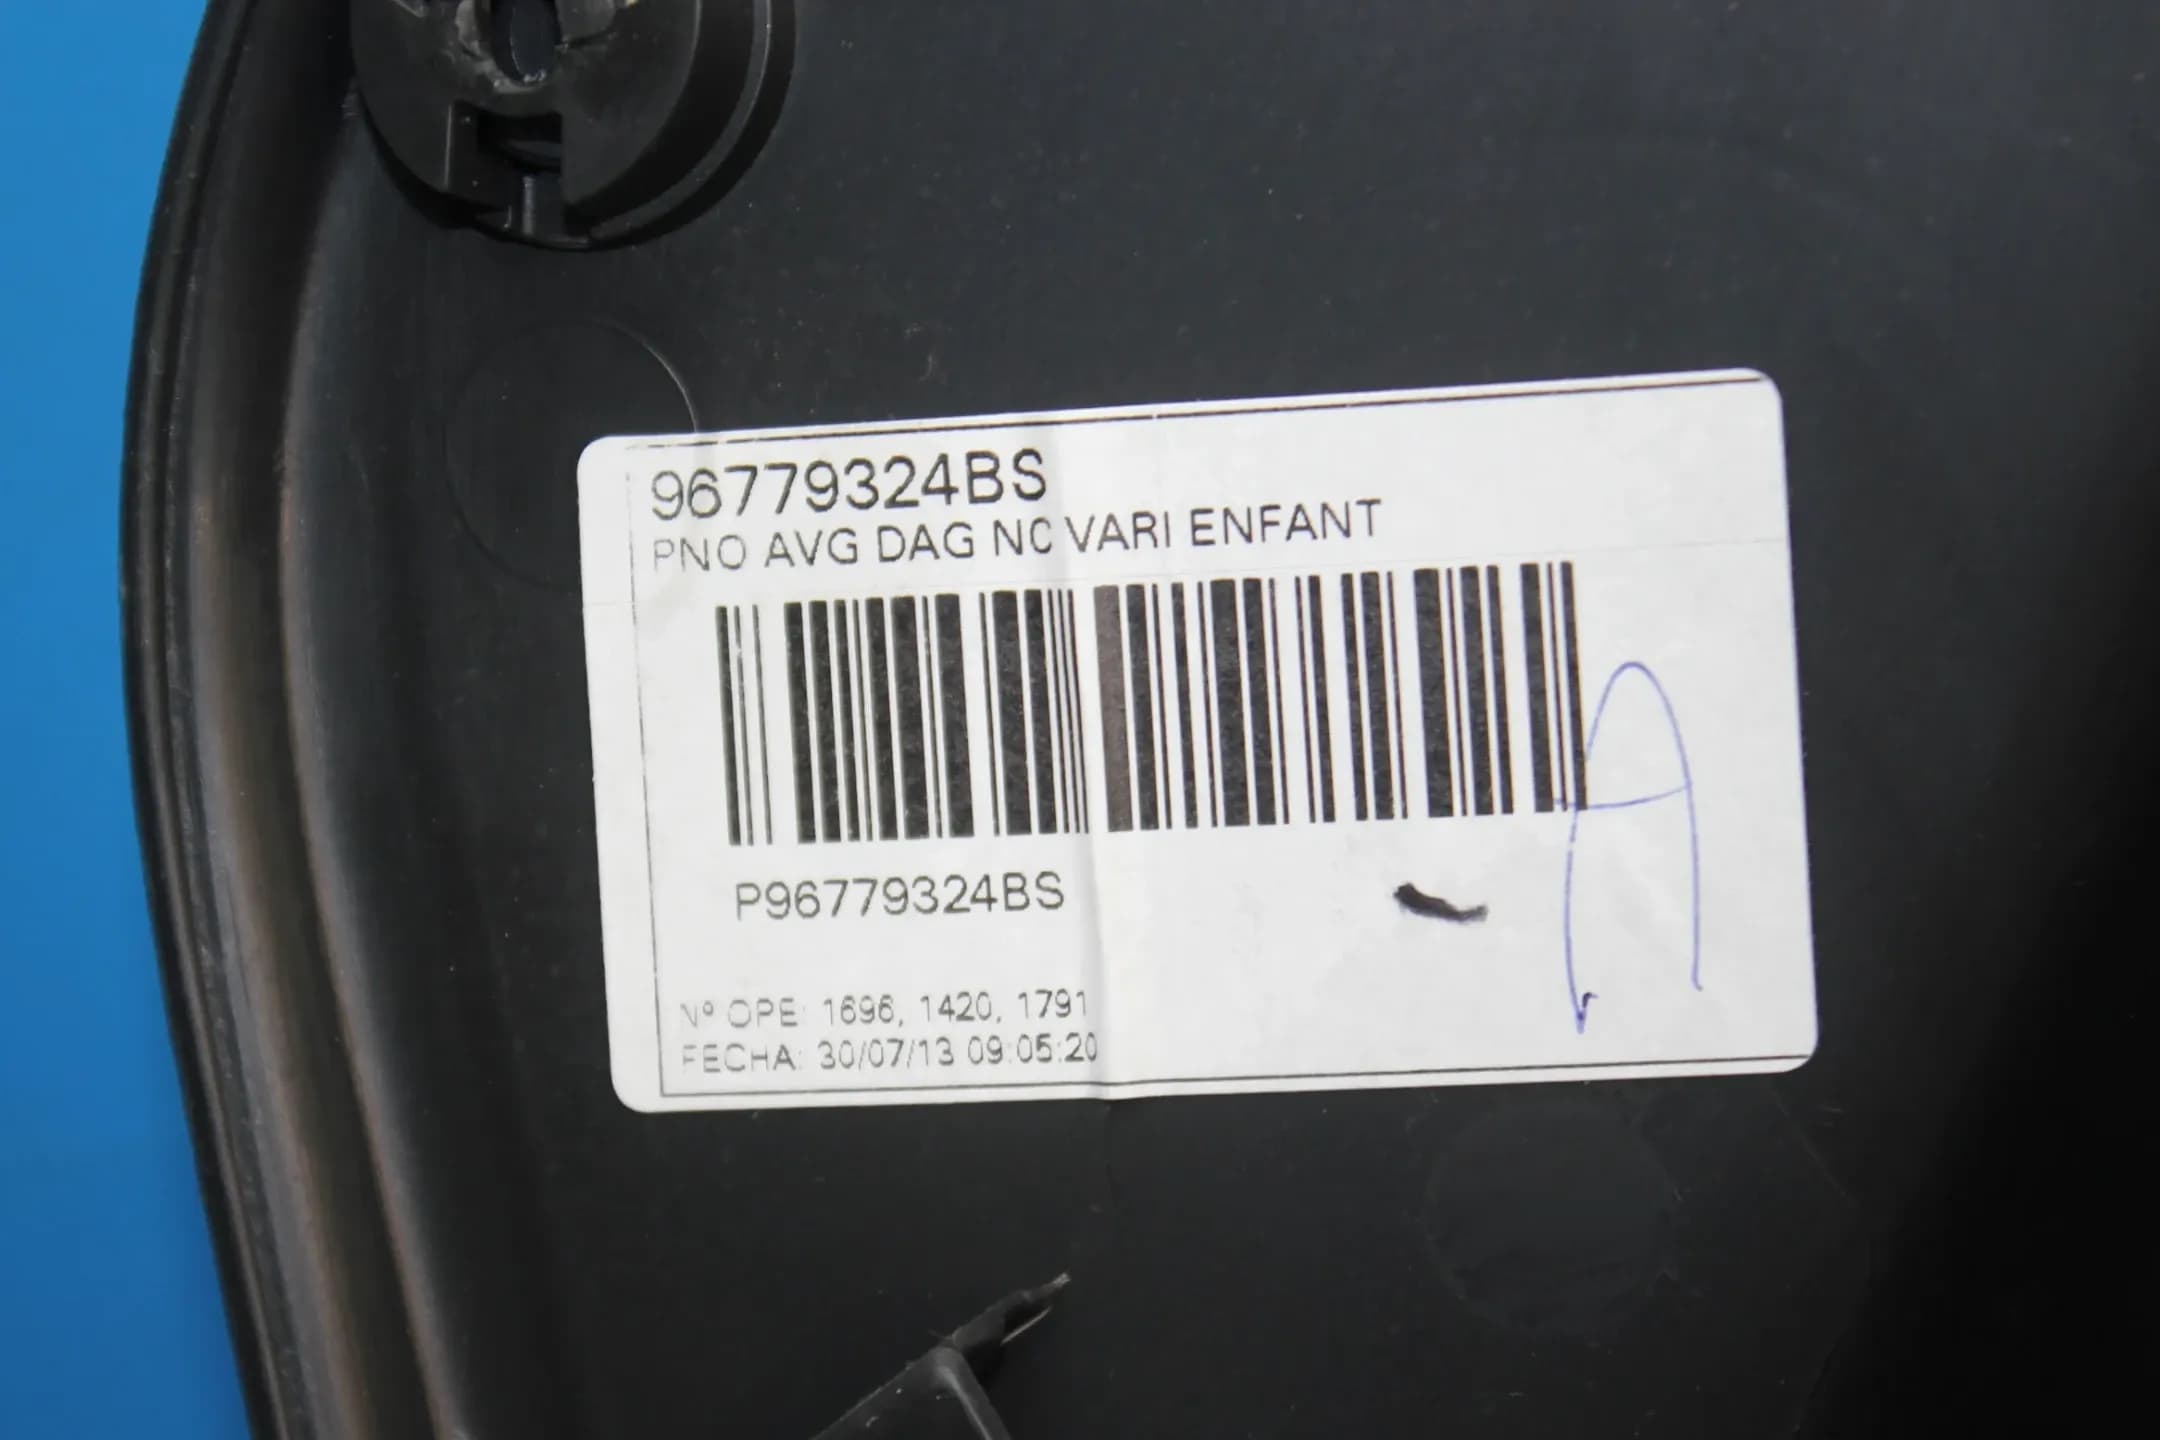 96779324BS
PNO AVG DAG NC VARI ENFANT
P96779324BS
A
Nº OPE: 1696, 1420, 1791
FECHA: 30/07/13 09:05:20